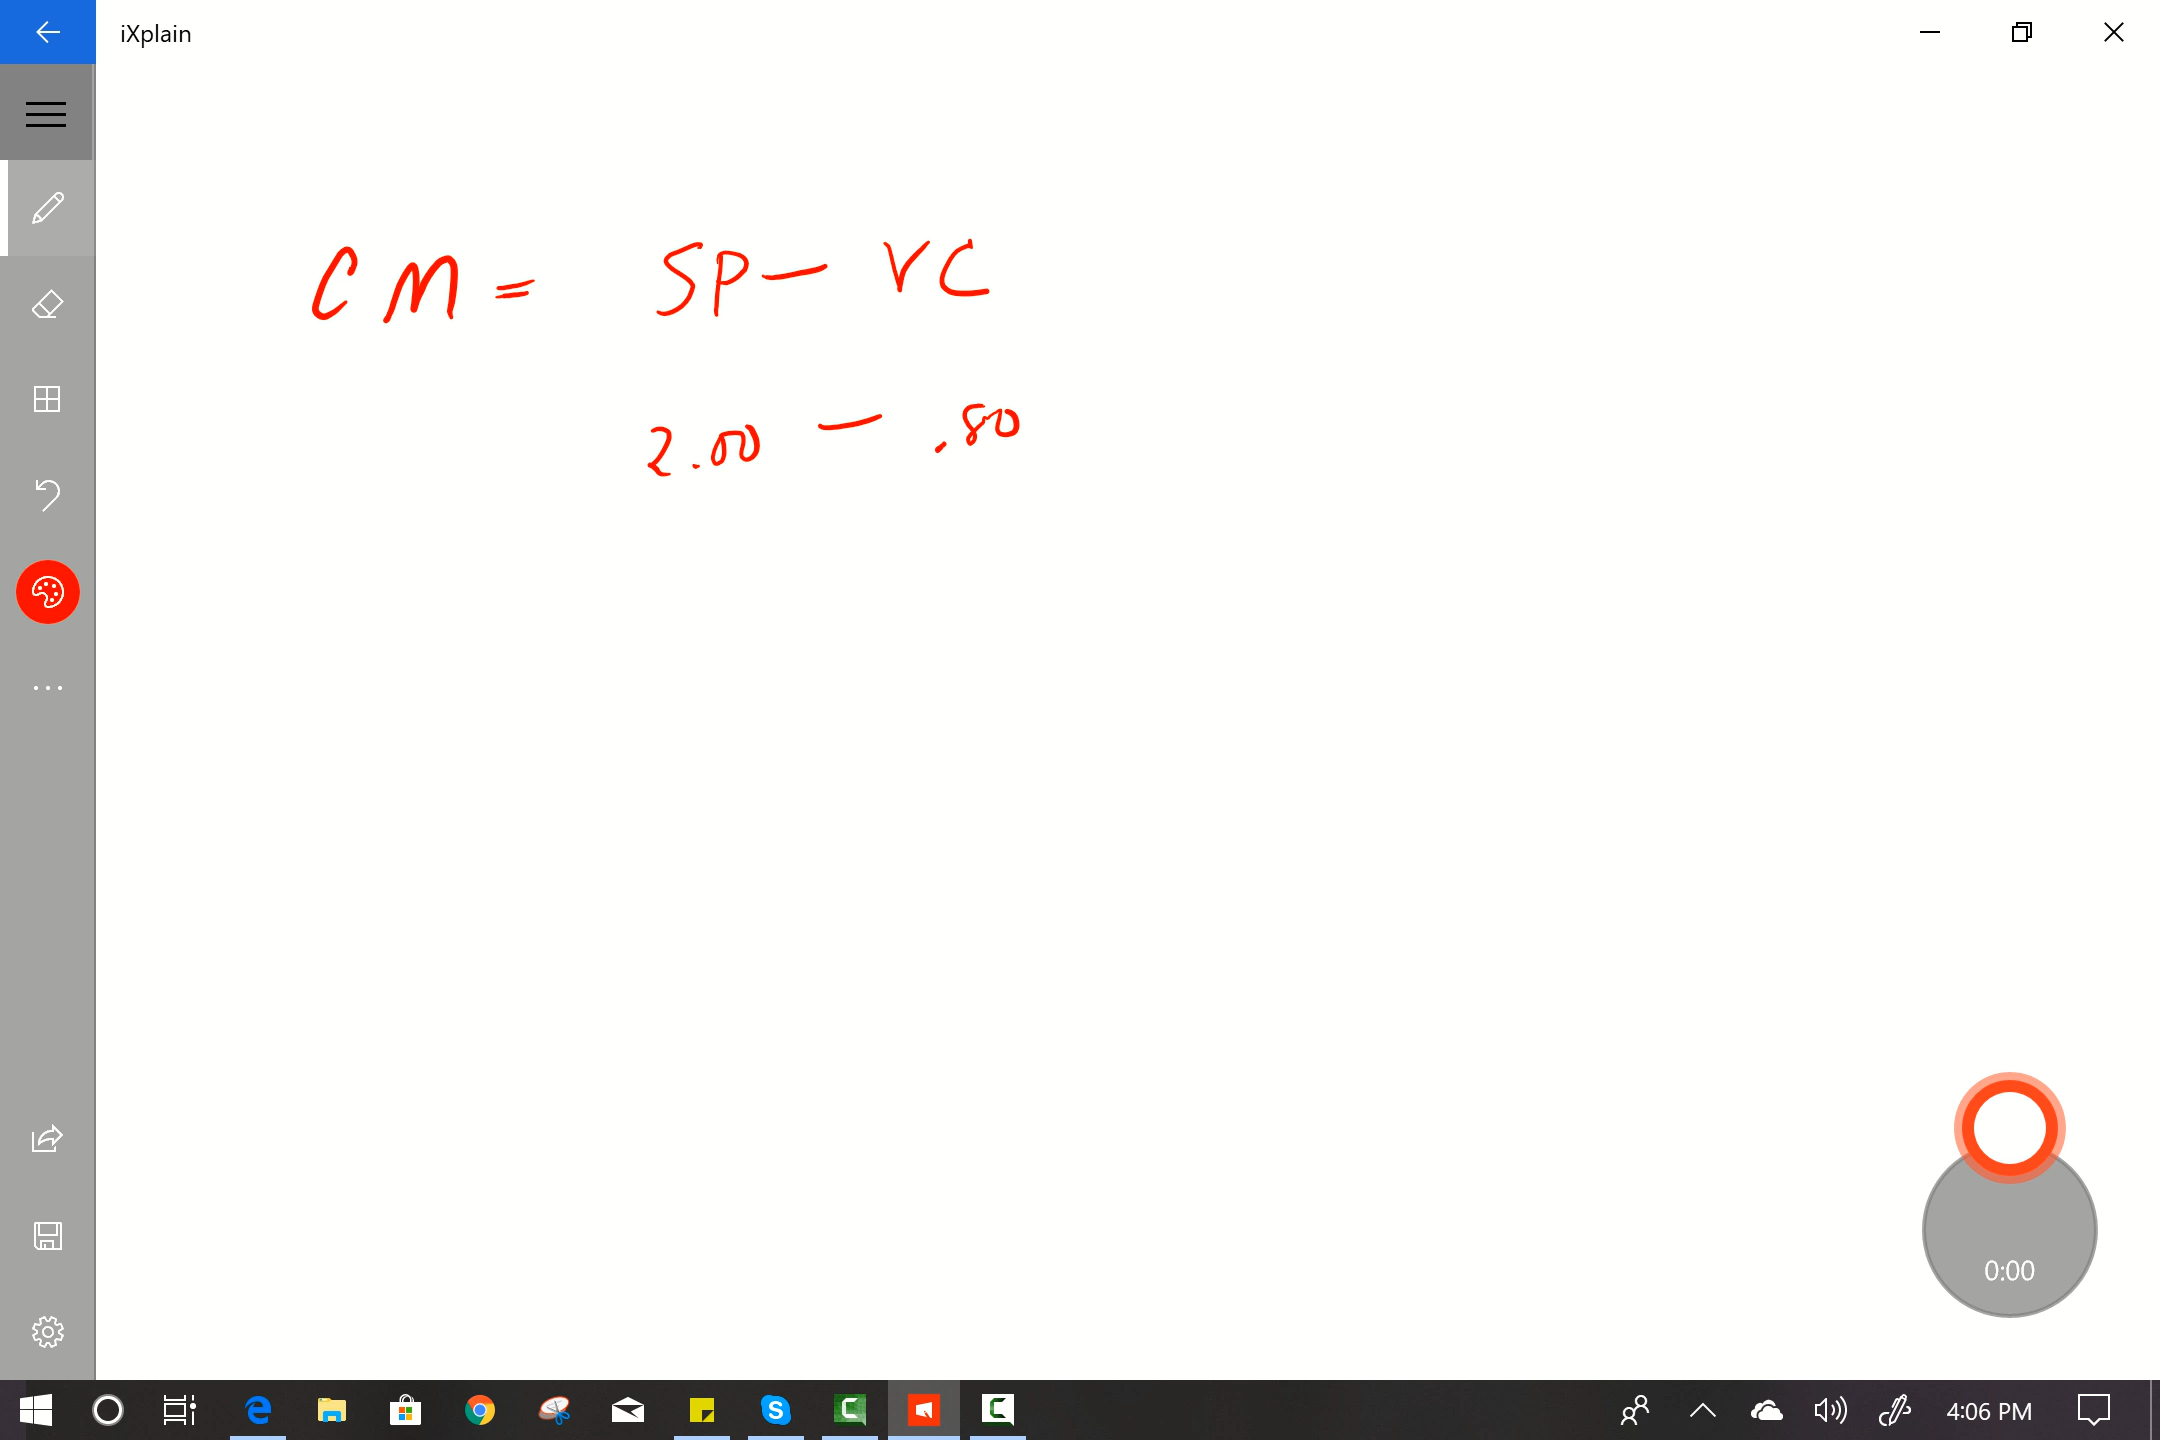 iXplain
CM = SP — VC
2.00 — .80
0:00
4:06 PM